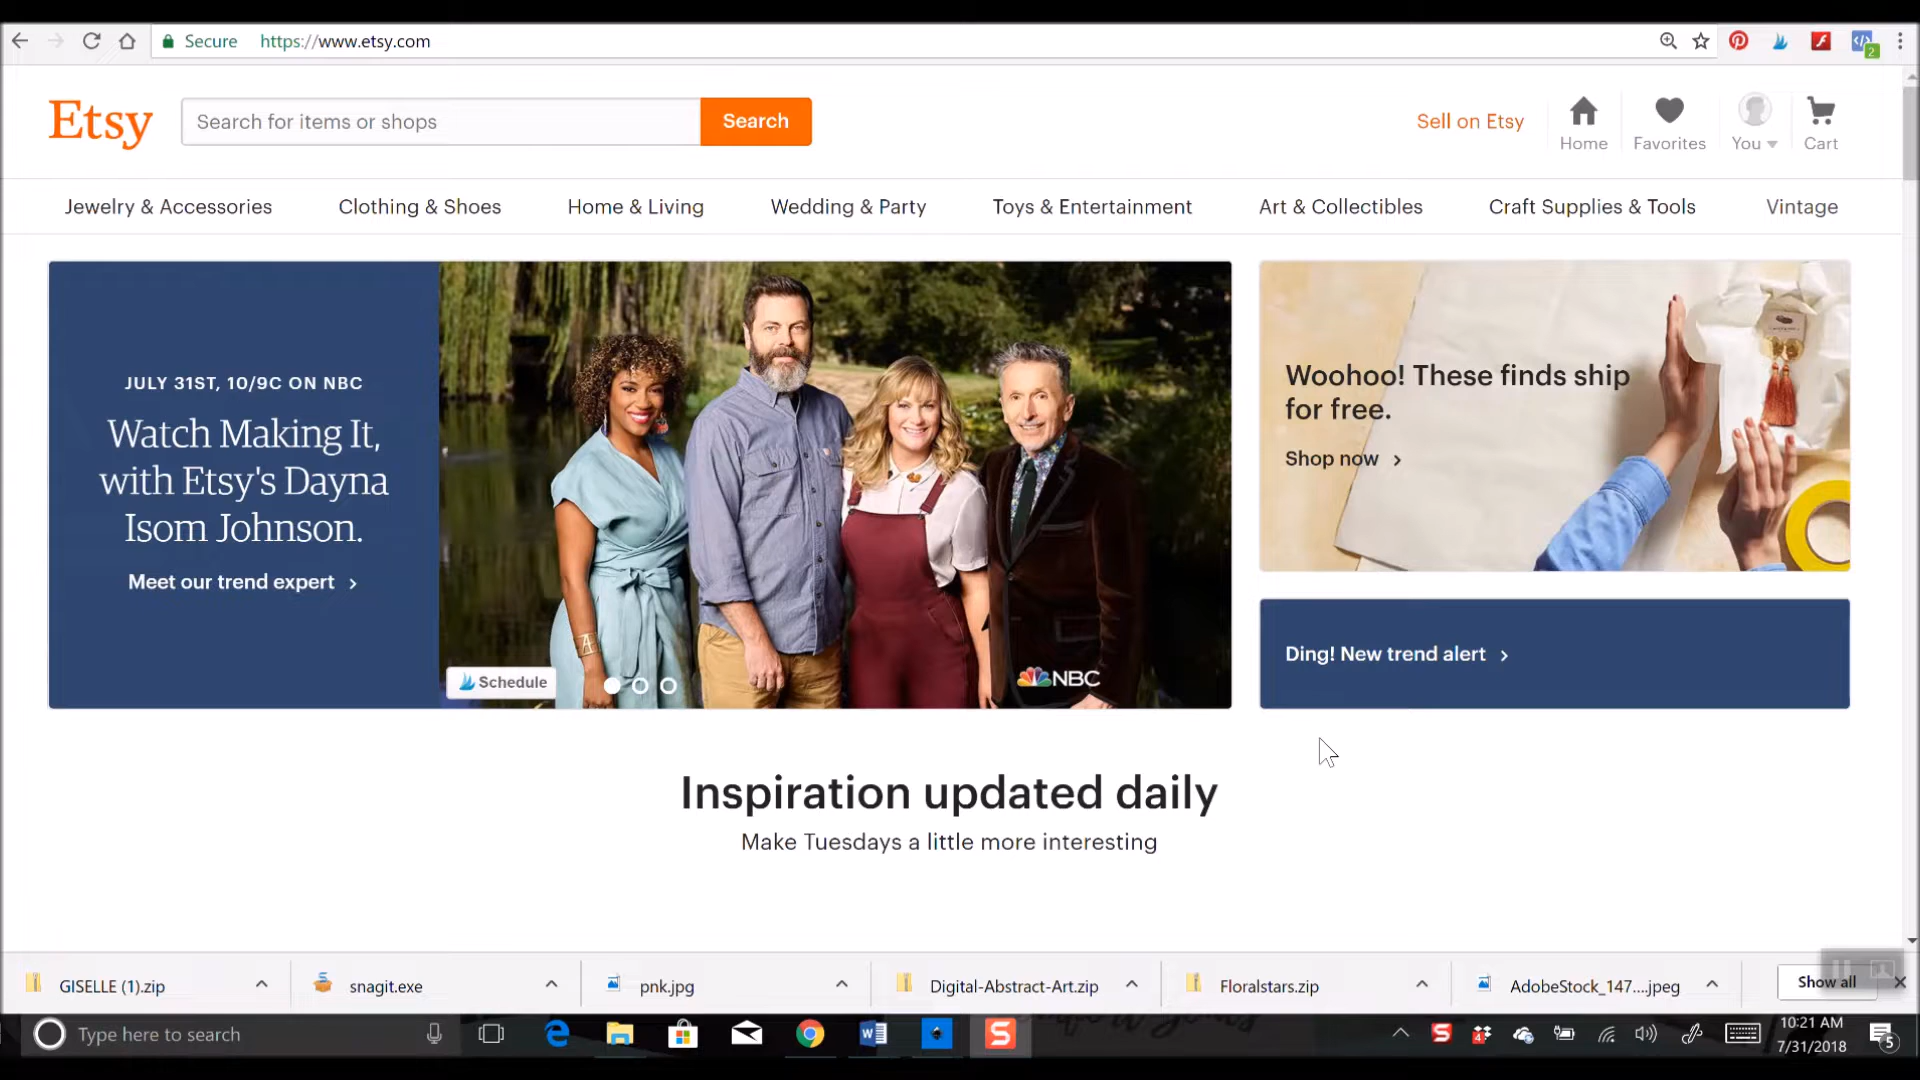 Secure https://www.etsy.com
2
Etsy
Search for items or shops
Search
Sell on Etsy
Home
Favorites
You
Cart
Jewelry & Accessories
Clothing & Shoes
Home & Living
Wedding & Party
Toys & Entertainment
Art & Collectibles
Craft Supplies & Tools
Vintage
JULY 31ST, 10/9C ON NBC
Watch Making It,
with Etsy's Dayna
Isom Johnson.
Meet our trend expert
Schedule
NBC
Woohoo! These finds ship
for free.
Shop now
Ding! New trend alert
Inspiration updated daily
Make Tuesdays a little more interesting
GISELLE (1).zip
snagit.exe
pnk.jpg
Digital-Abstract-Art.zip
Floralstars.zip
AdobeStock_147....jpeg
Show all
Type here to search
10:21 AM
7/31/2018
5